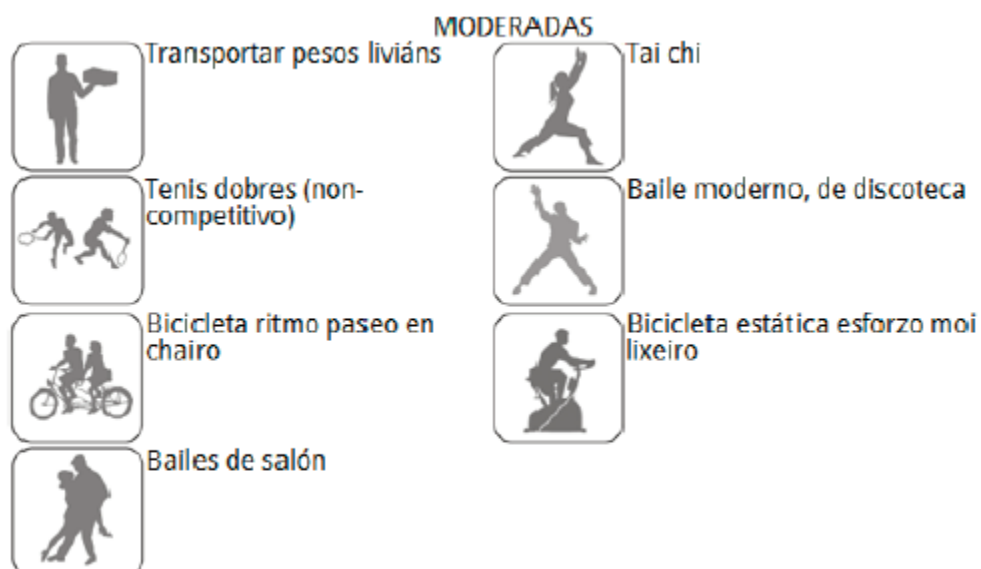 MODERADAS
Transportar pesos liviáns
Tai chi
Tenis dobres (non-
competitivo)
Baile moderno, de discoteca
Bicicleta ritmo paseo en
chairo
Bicicleta estática esforzo moi
lixeiro
Bailes de salón